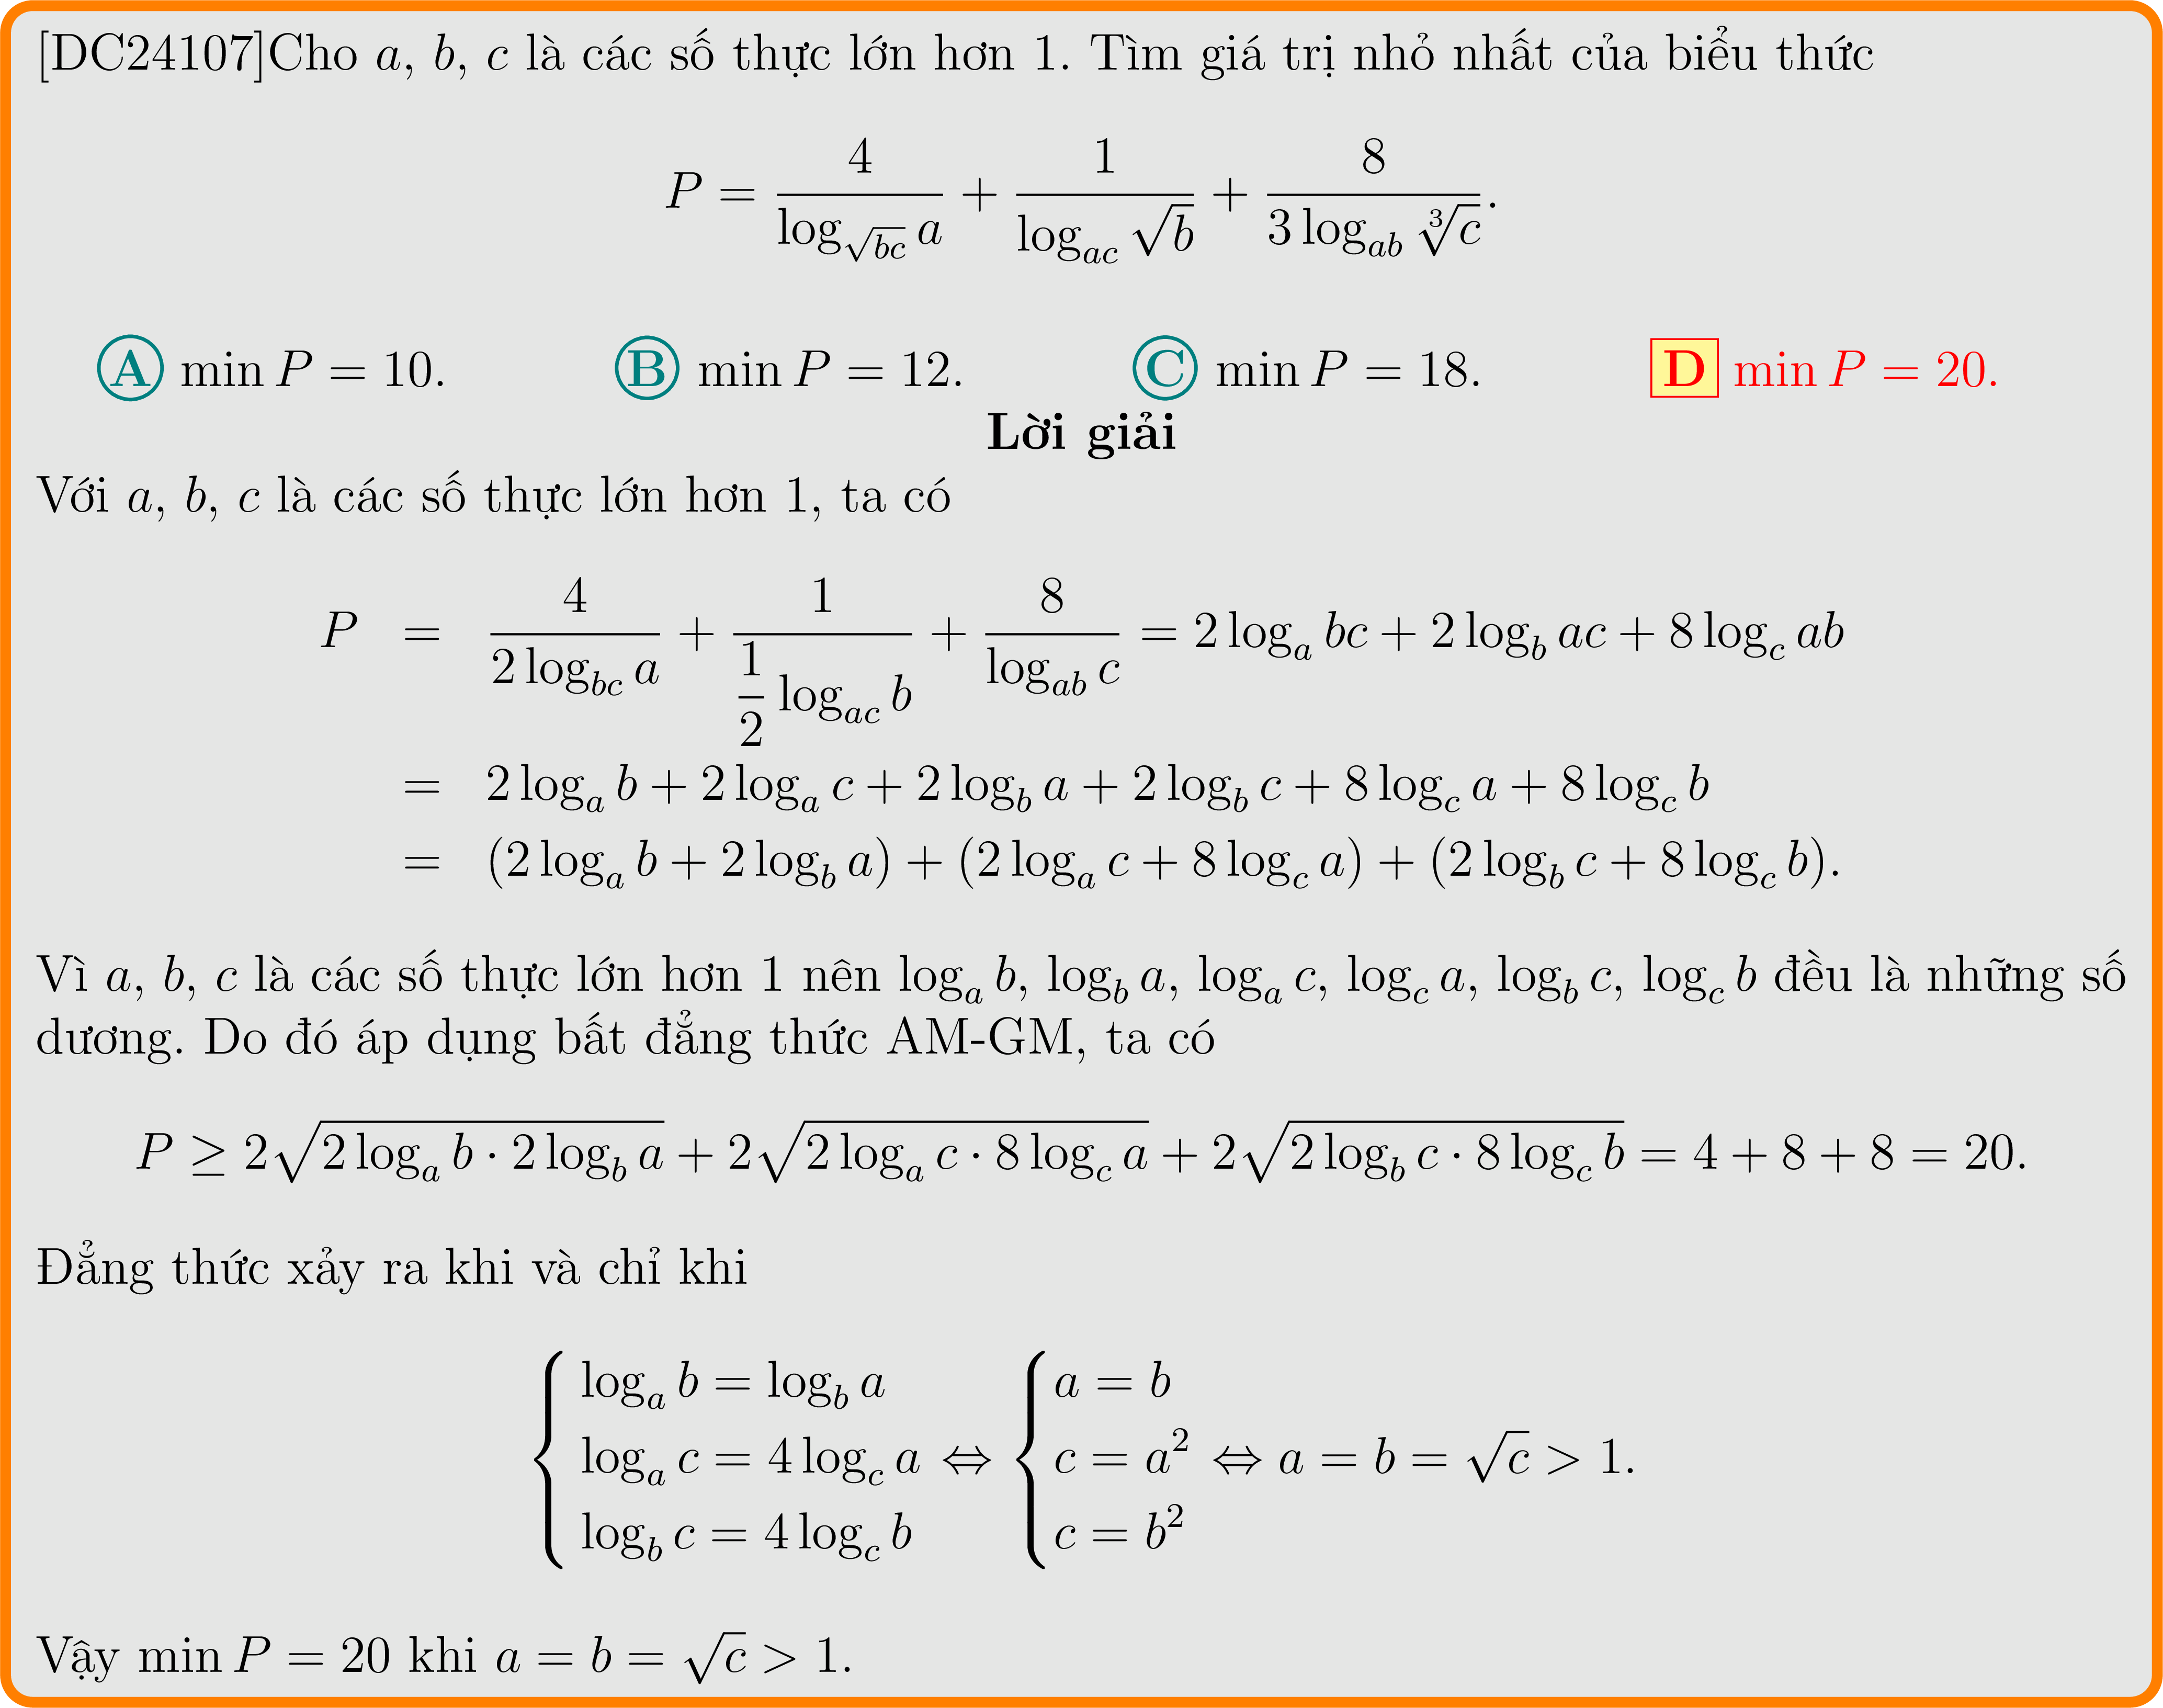 [DC24107]Cho a, b, c là các số thực lớn hơn 1. Tìm giá trị nhỏ nhất của biểu thức
$P = \frac{4}{\log_{\sqrt{bc}} a} + \frac{1}{\log_{ac} \sqrt{b}} + \frac{8}{3\log_{ab} \sqrt[3]{c}}.$
A min P = 10. B min P = 12. C min P = 18. D min P = 20.
Lời giải
Với a, b, c là các số thực lớn hơn 1, ta có
$P = \frac{4}{2\log_{bc} a} + \frac{1}{\frac{1}{2}\log_{ac} b} + \frac{8}{\log_{ab} c} = 2\log_a bc + 2\log_b ac + 8\log_c ab$
$= 2\log_a b + 2\log_a c + 2\log_b a + 2\log_b c + 8\log_c a + 8\log_c b$
$= (2\log_a b + 2\log_b a) + (2\log_a c + 8\log_c a) + (2\log_b c + 8\log_c b).$
Vì a, b, c là các số thực lớn hơn 1 nên $\log_a b$, $\log_b a$, $\log_a c$, $\log_c a$, $\log_b c$, $\log_c b$ đều là những số
dương. Do đó áp dụng bất đẳng thức AM-GM, ta có
$P \geq 2\sqrt{2\log_a b \cdot 2\log_b a} + 2\sqrt{2\log_a c \cdot 8\log_c a} + 2\sqrt{2\log_b c \cdot 8\log_c b} = 4 + 8 + 8 = 20.$
Đẳng thức xảy ra khi và chỉ khi
$\begin{cases} \log_a b = \log_b a \\ \log_a c = 4\log_c a \\ \log_b c = 4\log_c b \end{cases} \Leftrightarrow \begin{cases} a = b \\ c = a^2 \\ c = b^2 \end{cases} \Leftrightarrow a = b = \sqrt{c} > 1.$
Vậy min P = 20 khi $a = b = \sqrt{c} > 1.$